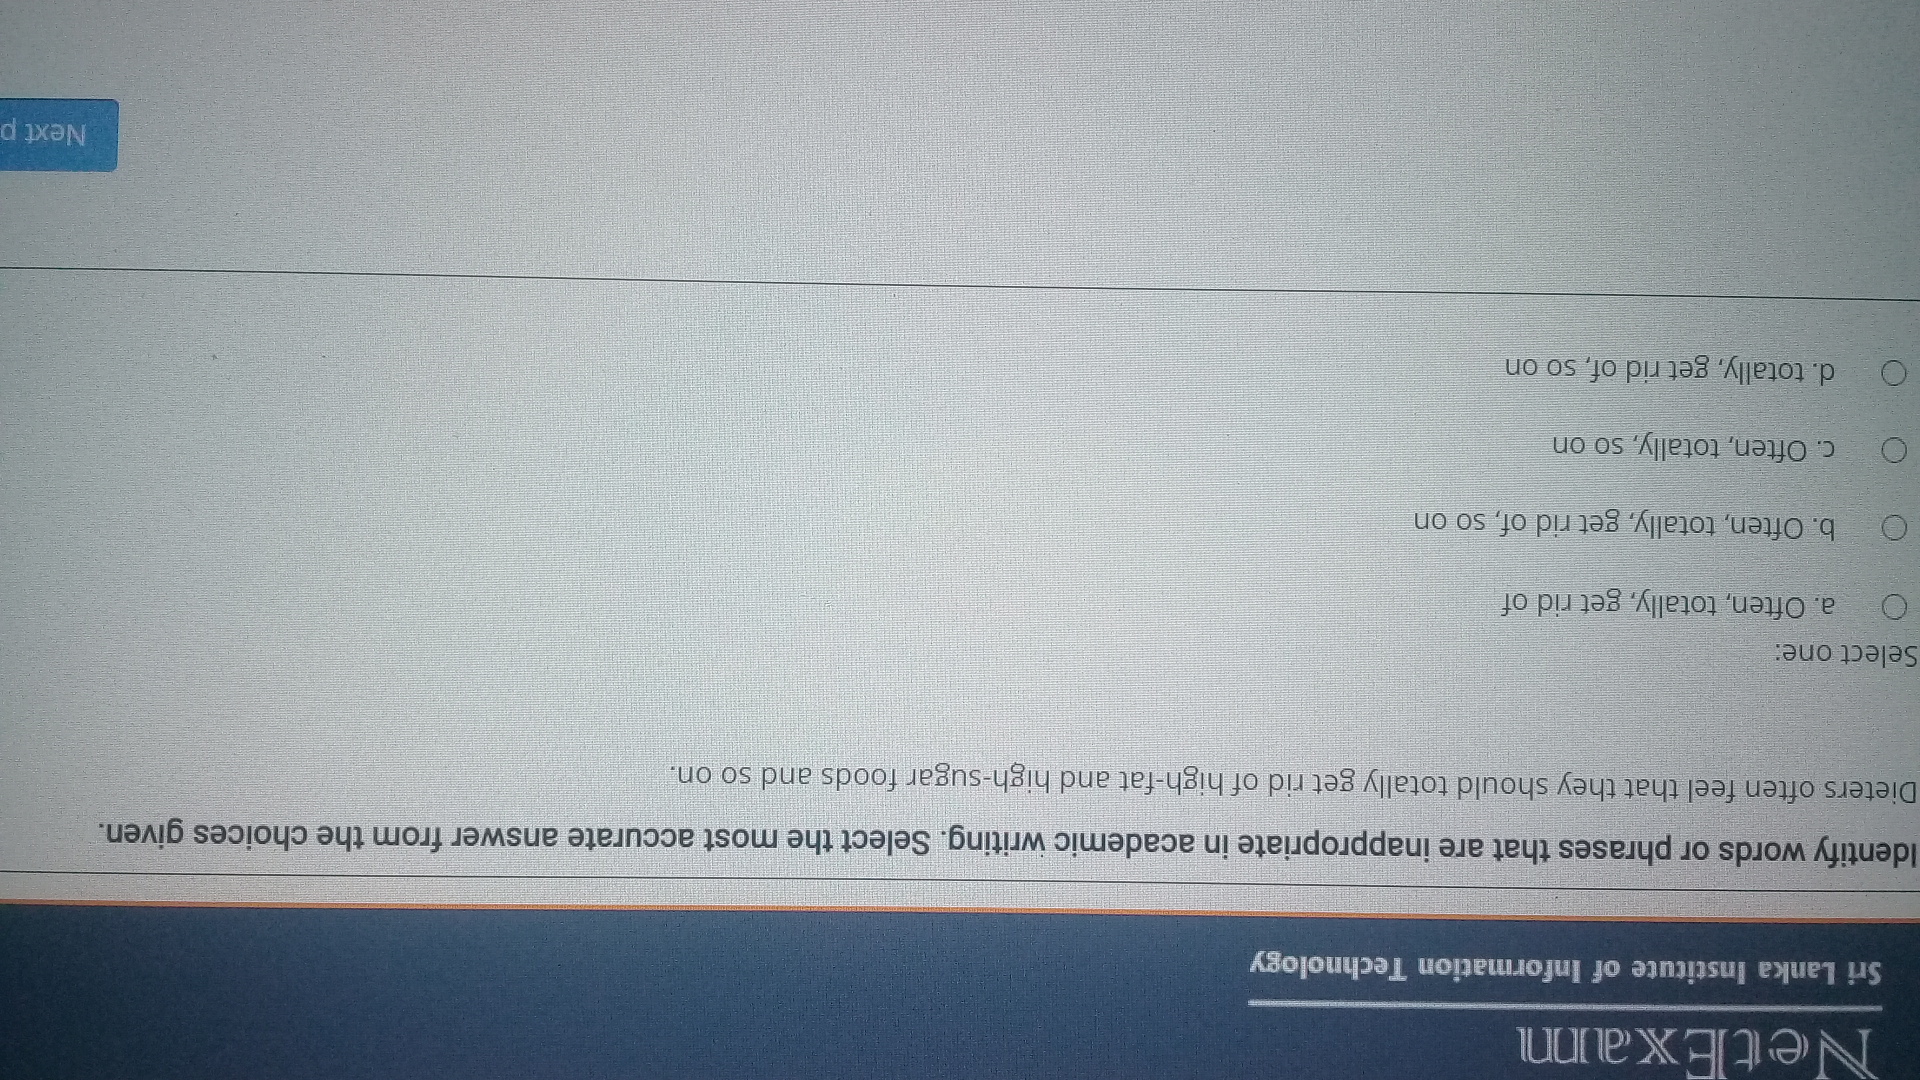 NetExam
Sri Lanka Institute of Information Technology
Identify words or phrases that are inappropriate in academic writing. Select the most accurate answer from the choices given.
Dieters often feel that they should totally get rid of high-fat and high-sugar foods and so on.
Select one:
a. Often, totally, get rid of
b. Often, totally, get rid of, so on
c. Often, totally, so on
d. totally, get rid of, so on
Next p